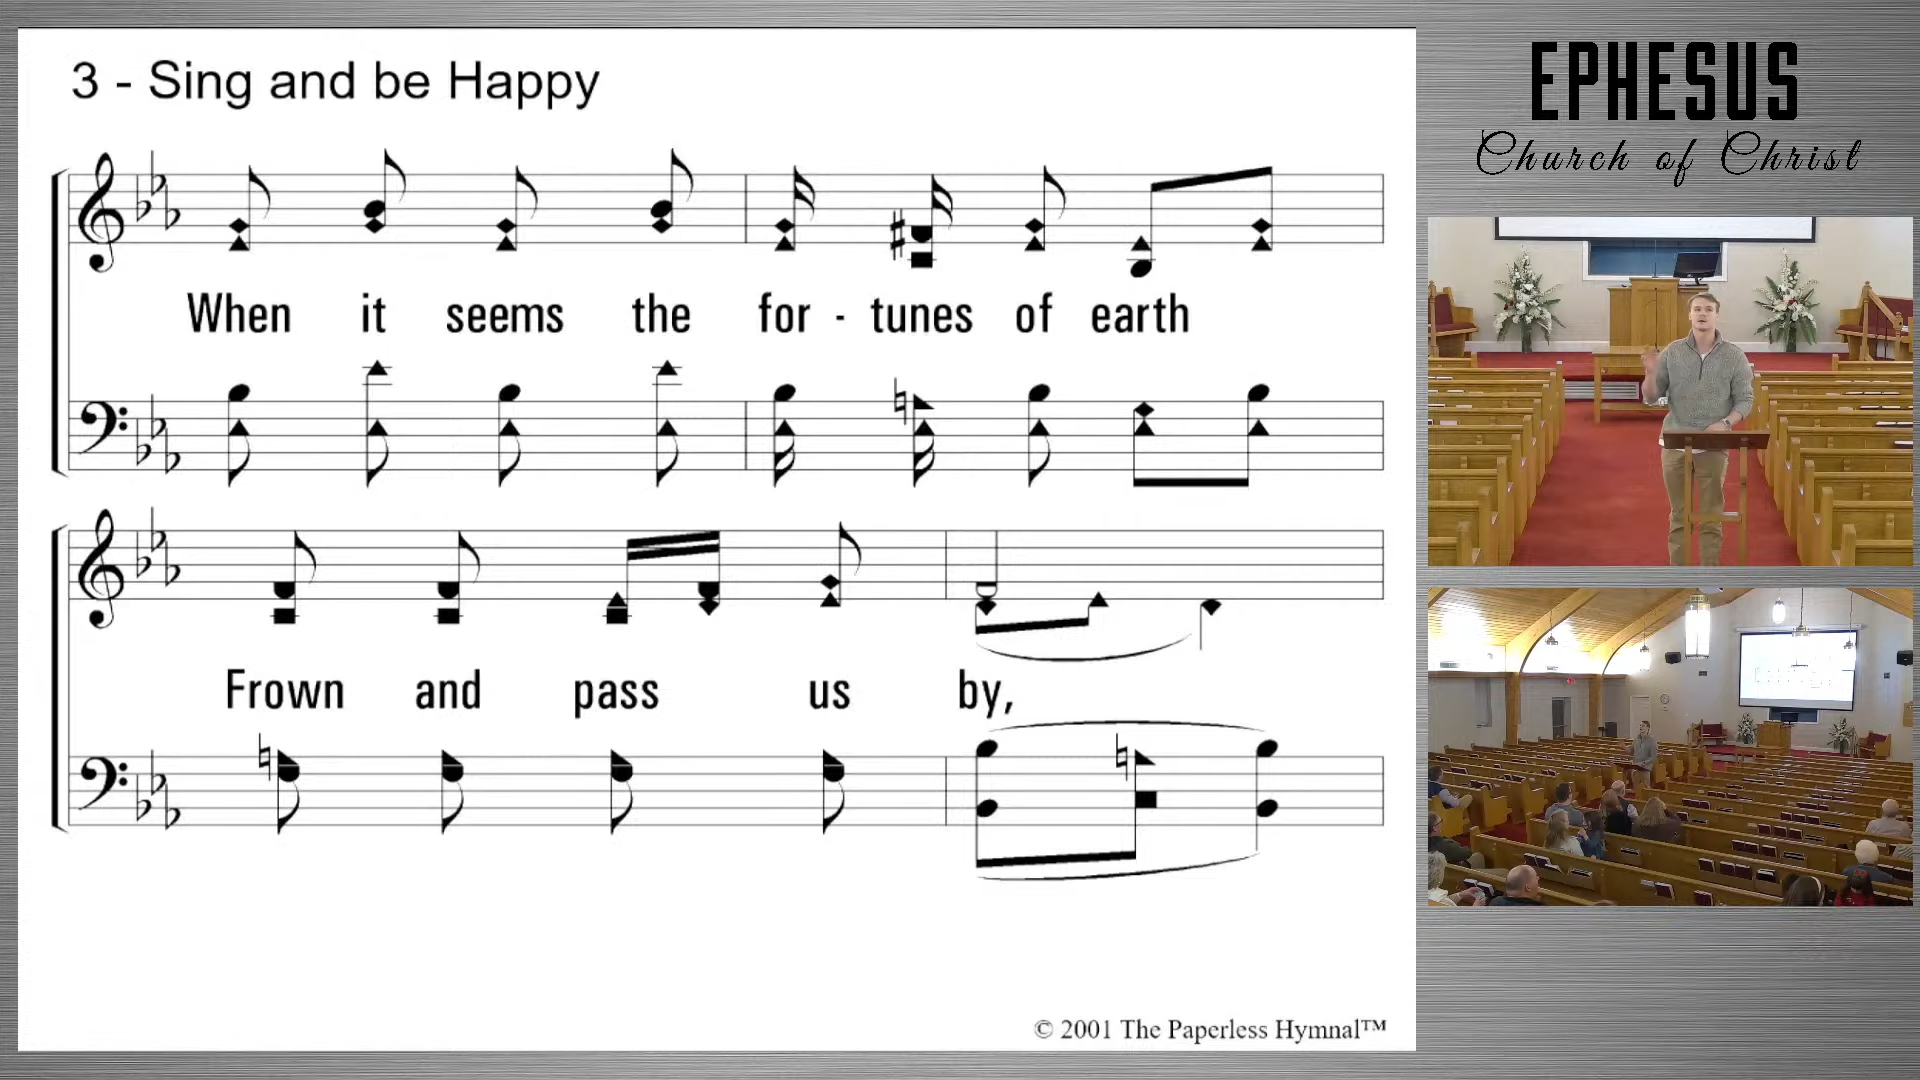 3 - Sing and be Happy
When it seems the for - tunes of earth
Frown and pass us by,
© 2001 The Paperless Hymnal™
EPHESUS
Church of Christ